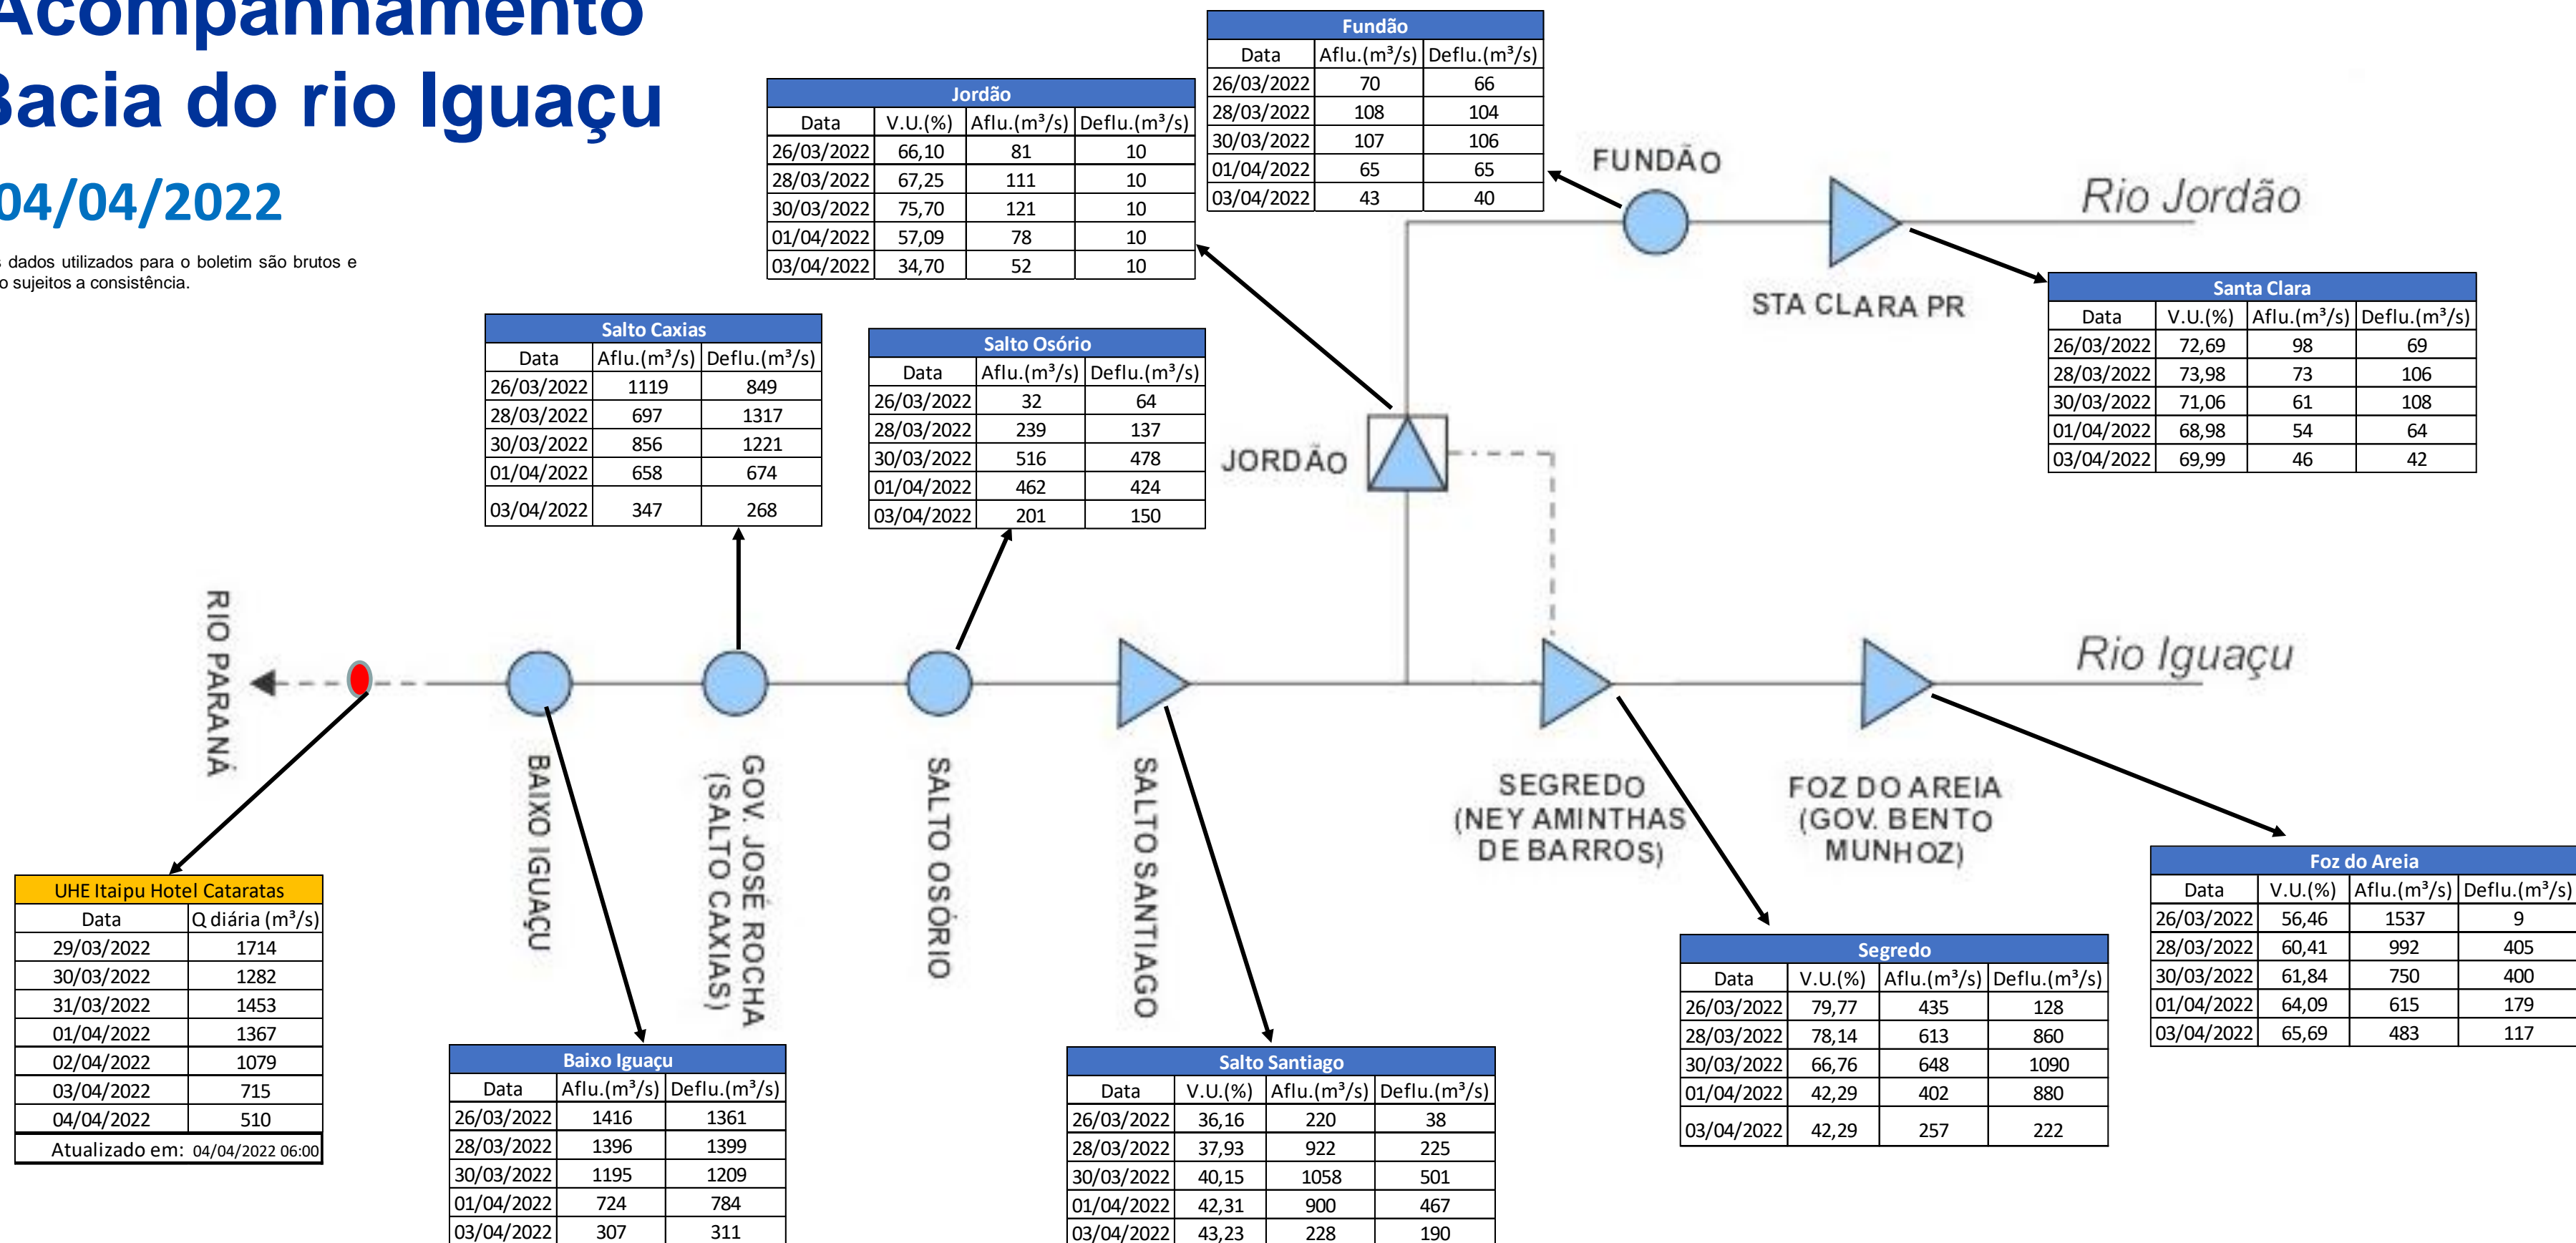 Acompanhamento
Bacia do rio Iguaçu
04/04/2022
s dados utilizados para o boletim são brutos e
o sujeitos a consistência.
Fundão
Data Aflu.(m³/s) Deflu.(m³/s)
26/03/2022 70 66
28/03/2022 108 104
30/03/2022 107 106
01/04/2022 65 65
03/04/2022 43 40
Jordão
Data V.U.(%) Aflu.(m³/s) Deflu.(m³/s)
26/03/2022 66,10 81 10
28/03/2022 67,25 111 10
30/03/2022 75,70 121 10
01/04/2022 57,09 78 10
03/04/2022 34,70 52 10
FUNDÃO
Rio Jordão
STA CLARA PR
Santa Clara
Data V.U.(%) Aflu.(m³/s) Deflu.(m³/s)
26/03/2022 72,69 98 69
28/03/2022 73,98 73 106
30/03/2022 71,06 61 108
01/04/2022 68,98 54 64
03/04/2022 69,99 46 42
Salto Caxias
Data Aflu.(m³/s) Deflu.(m³/s)
26/03/2022 1119 849
28/03/2022 697 1317
30/03/2022 856 1221
01/04/2022 658 674
03/04/2022 347 268
Salto Osório
Data Aflu.(m³/s) Deflu.(m³/s)
26/03/2022 32 64
28/03/2022 239 137
30/03/2022 516 478
01/04/2022 462 424
03/04/2022 201 150
JORDÃO
RIO PARANÁ
Rio Iguaçu
BAIXO IGUAÇU
GOV. JOSÉ ROCHA
(SALTO CAXIAS)
SALTO OSÓRIO
SALTO SANTIAGO
SEGREDO
(NEY AMINTHAS
DE BARROS)
FOZ DO AREIA
(GOV. BENTO
MUNHOZ)
UHE Itaipu Hotel Cataratas
Data Q diária (m³/s)
29/03/2022 1714
30/03/2022 1282
31/03/2022 1453
01/04/2022 1367
02/04/2022 1079
03/04/2022 715
04/04/2022 510
Atualizado em: 04/04/2022 06:00
Baixo Iguaçu
Data Aflu.(m³/s) Deflu.(m³/s)
26/03/2022 1416 1361
28/03/2022 1396 1399
30/03/2022 1195 1209
01/04/2022 724 784
03/04/2022 307 311
Salto Santiago
Data V.U.(%) Aflu.(m³/s) Deflu.(m³/s)
26/03/2022 36,16 220 38
28/03/2022 37,93 922 225
30/03/2022 40,15 1058 501
01/04/2022 42,31 900 467
03/04/2022 43,23 228 190
Segredo
Data V.U.(%) Aflu.(m³/s) Deflu.(m³/s)
26/03/2022 79,77 435 128
28/03/2022 78,14 613 860
30/03/2022 66,76 648 1090
01/04/2022 42,29 402 880
03/04/2022 42,29 257 222
Foz do Areia
Data V.U.(%) Aflu.(m³/s) Deflu.(m³/s)
26/03/2022 56,46 1537 9
28/03/2022 60,41 992 405
30/03/2022 61,84 750 400
01/04/2022 64,09 615 179
03/04/2022 65,69 483 117